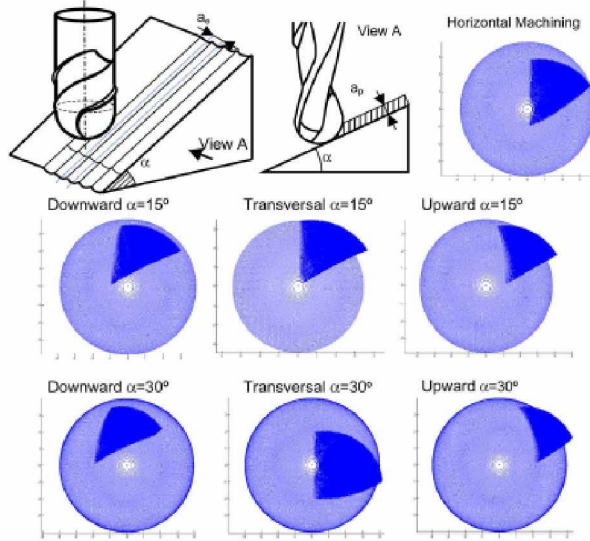 aₑ
View A
α
View A
aₚ
α
Horizontal Machining
Downward α=15º
Transversal α=15º
Upward α=15º
Downward α=30º
Transversal α=30º
Upward α=30º